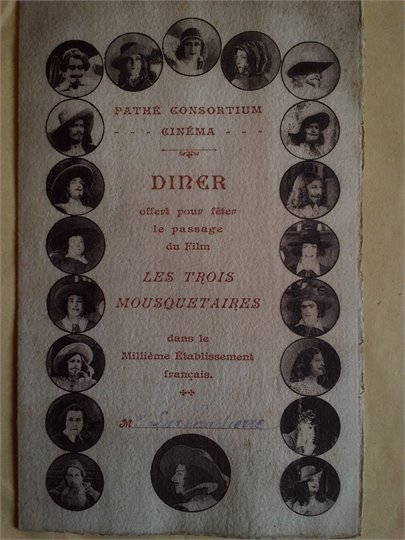 PATHÉ CONSORTIUM
- - - CINÉMA - - -
DINER
offert pour fêter
le passage
du Film
LES TROIS
MOUSQUETAIRES
dans le
Millième Établissement
français.
M